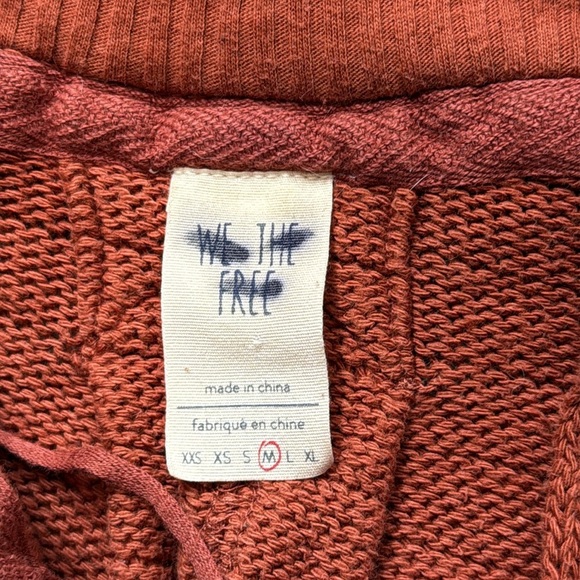 WE THE
FREE
made in china
fabriqué en chine
XXS XS S M L XL